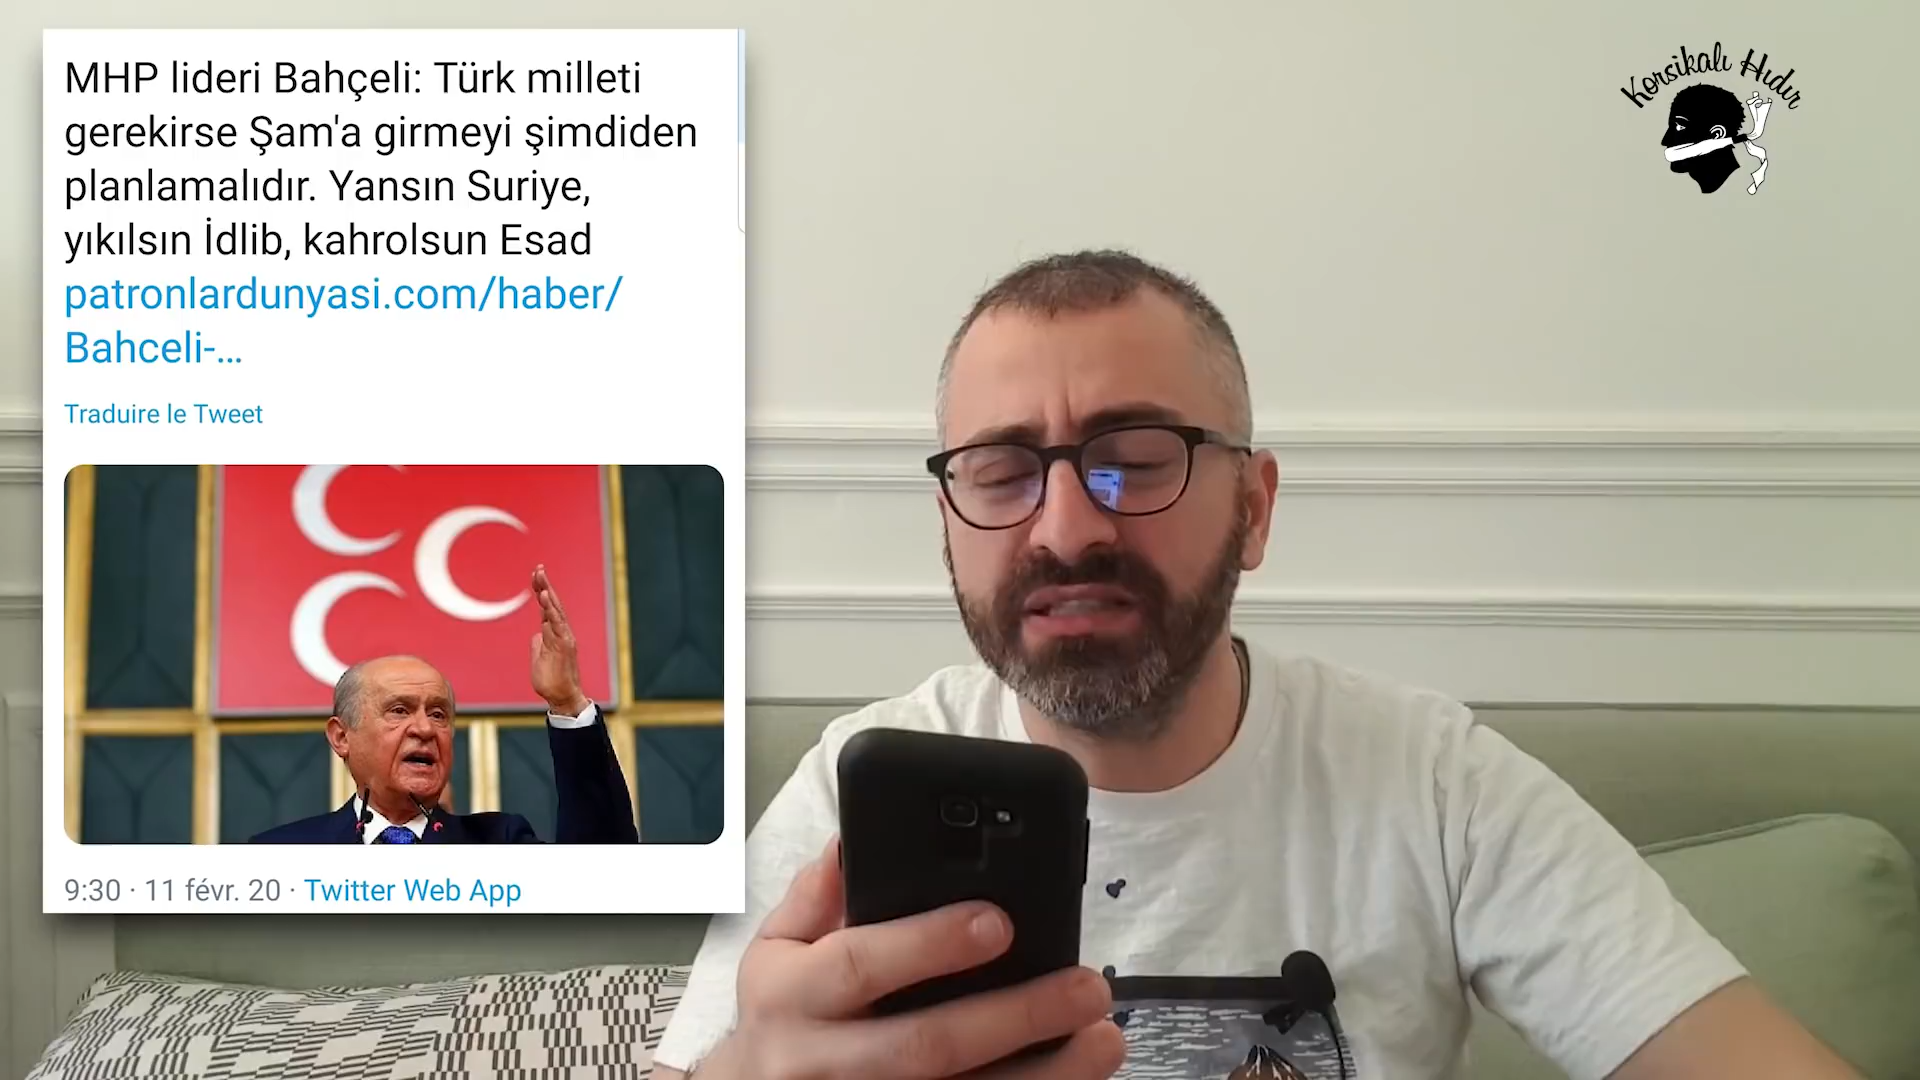 MHP lideri Bahçeli: Türk milleti
gerekirse Şam'a girmeyi şimdiden
planlamalıdır. Yansın Suriye,
yıkılsın İdlib, kahrolsun Esad
patronlardunyasi.com/haber/
Bahceli-...
Traduire le Tweet
9:30 · 11 févr. 20 · Twitter Web App
Korsikalı Hıdır